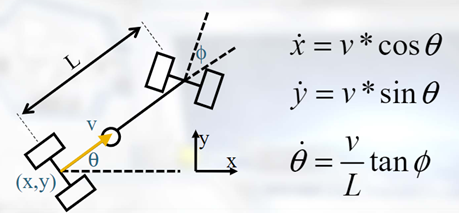 L
ϕ
v
θ
(x,y)
y
x
ẋ = v * cos θ
ẏ = v * sin θ
θ̇ = v/L tan ϕ